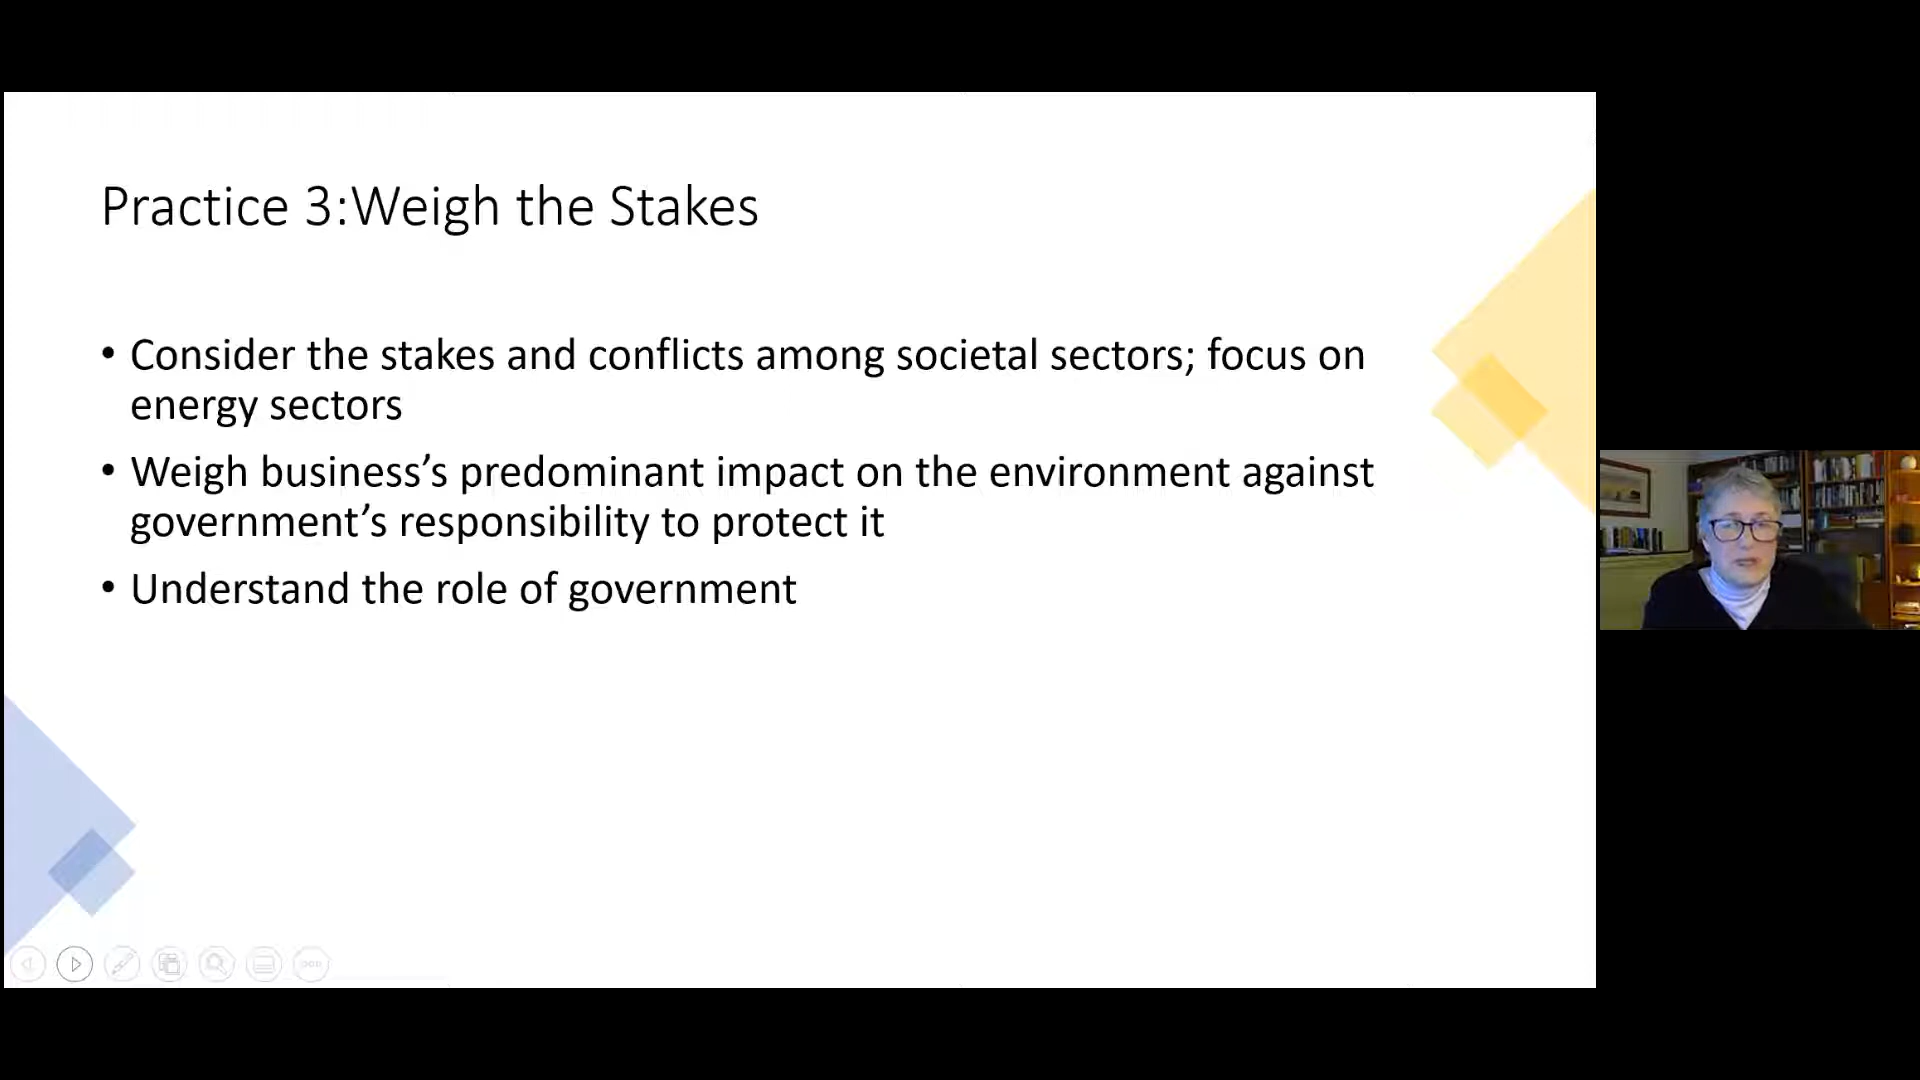 Practice 3:Weigh the Stakes
• Consider the stakes and conflicts among societal sectors; focus on
energy sectors
• Weigh business’s predominant impact on the environment against
government’s responsibility to protect it
• Understand the role of government